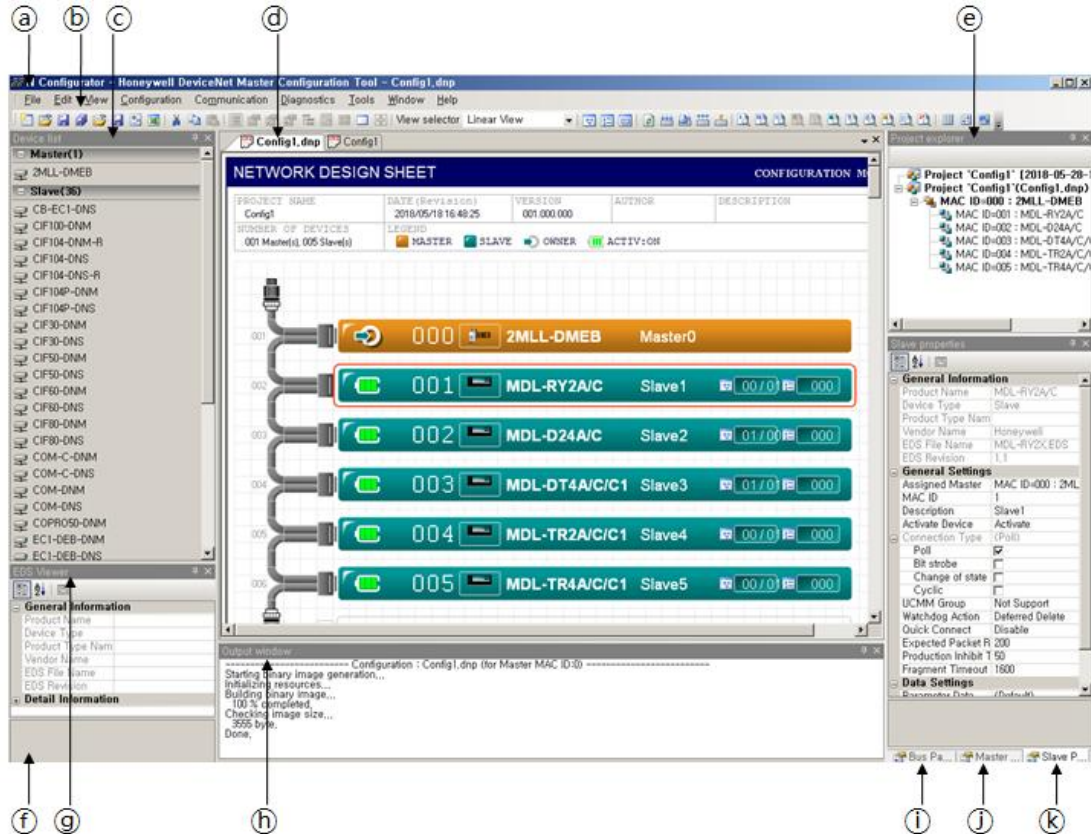 ⓐ ⓑ ⓒ ⓓ ⓔ
Configurator - Honeywell DeviceNet Master Configuration Tool - Config1.dnp
File Edit View Configuration Communication Diagnostics Tools Window Help
View selector Linear View
Device list
Master(1)
2MLL-DMEB
Slave(36)
CB-EC1-DNS
CIF100-DNM
CIF104-DNM-R
CIF104-DNS
CIF104-DNS-R
CIF104P-DNM
CIF104P-DNS
CIF30-DNM
CIF30-DNS
CIF50-DNM
CIF50-DNS
CIF60-DNM
CIF60-DNS
CIF80-DNM
CIF80-DNS
COM-C-DNM
COM-C-DNS
COM-DNM
COM-DNS
COPRO50-DNM
EC1-DEB-DNM
EC1-DEB-DNS
EDS Viewer
General Information
Product Name
Device Type
Product Type Nam
Vendor Name
EDS File Name
EDS Revision
Detail Information
Config1.dnp Config1
NETWORK DESIGN SHEET CONFIGURATION
PROJECT NAME DATE(Revision) VERSION AUTHOR DESCRIPTION
Config1 2018/05/18 16:48:25 001.000.000
NUMBER OF DEVICES LEGEND
001 Master(s), 005 Slave(s) MASTER SLAVE OWNER ACTIV:ON
001 000 2MLL-DMEB Master0
002 001 MDL-RY2A/C Slave1 00/01 000
003 002 MDL-D24A/C Slave2 01/00 000
004 003 MDL-DT4A/C/C1 Slave3 01/01 000
005 004 MDL-TR2A/C/C1 Slave4 00/01 000
006 005 MDL-TR4A/C/C1 Slave5 00/01 000
Output window
Configuration : Config1.dnp (for Master MAC ID:0)
Starting binary image generation...
Initializing resources...
Building binary image...
100 % completed,
Checking image size...
3555 byte,
Done,
Project explorer
Project "Config1" [2018-05-28-1
Project "Config1"(Config1.dnp)
MAC ID=000 : 2MLL-DMEB
MAC ID=001 : MDL-RY2A/C
MAC ID=002 : MDL-D24A/C
MAC ID=003 : MDL-DT4A/C/
MAC ID=004 : MDL-TR2A/C/
MAC ID=005 : MDL-TR4A/C/
Slave properties
General Information
Product Name MDL-RY2A/C
Device Type Slave
Product Type Nam
Vendor Name Honeywell
EDS File Name MDL-RY2X.EDS
EDS Revision 1,1
General Settings
Assigned Master MAC ID=000 : 2ML
MAC ID 1
Description Slave1
Activate Device Activate
Connection Type (Poll)
Poll
Bit strobe
Change of state
Cyclic
UCMM Group Not Support
Watchdog Action Deferred Delete
Quick Connect Disable
Expected Packet R 200
Production Inhibit T 50
Fragment Timeout 1600
Data Settings
Parameter Data (Default)
Bus Pa... Master ... Slave P...
ⓕ ⓖ ⓗ ⓘ ⓙ ⓚ